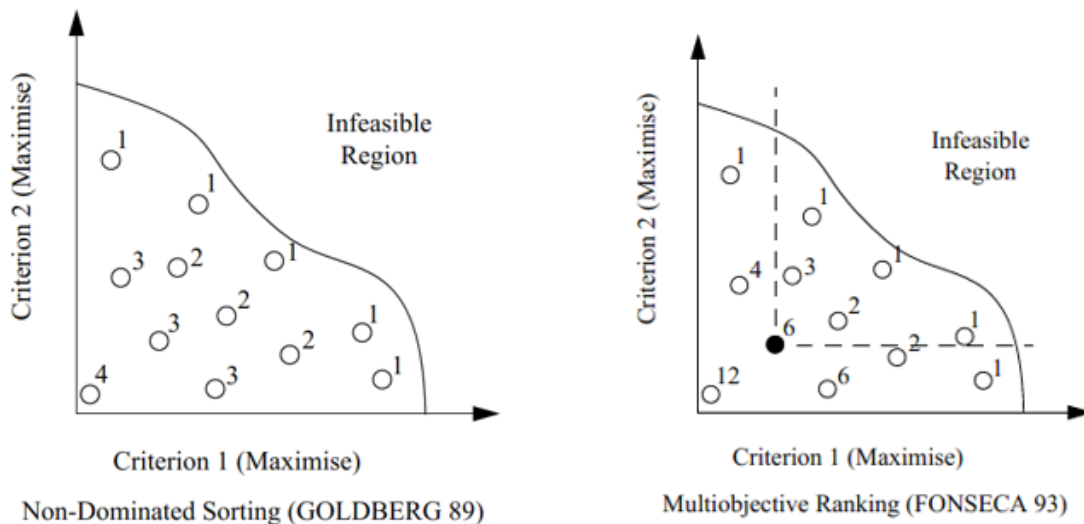 Criterion 2 (Maximise)
Infeasible
Region
1
1
1
3
2
2
3
1
2
1
4
3
Criterion 1 (Maximise)
Non-Dominated Sorting (GOLDBERG 89)
Criterion 2 (Maximise)
Infeasible
Region
1
1
1
4
3
2
6
1
2
1
12
6
Criterion 1 (Maximise)
Multiobjective Ranking (FONSECA 93)